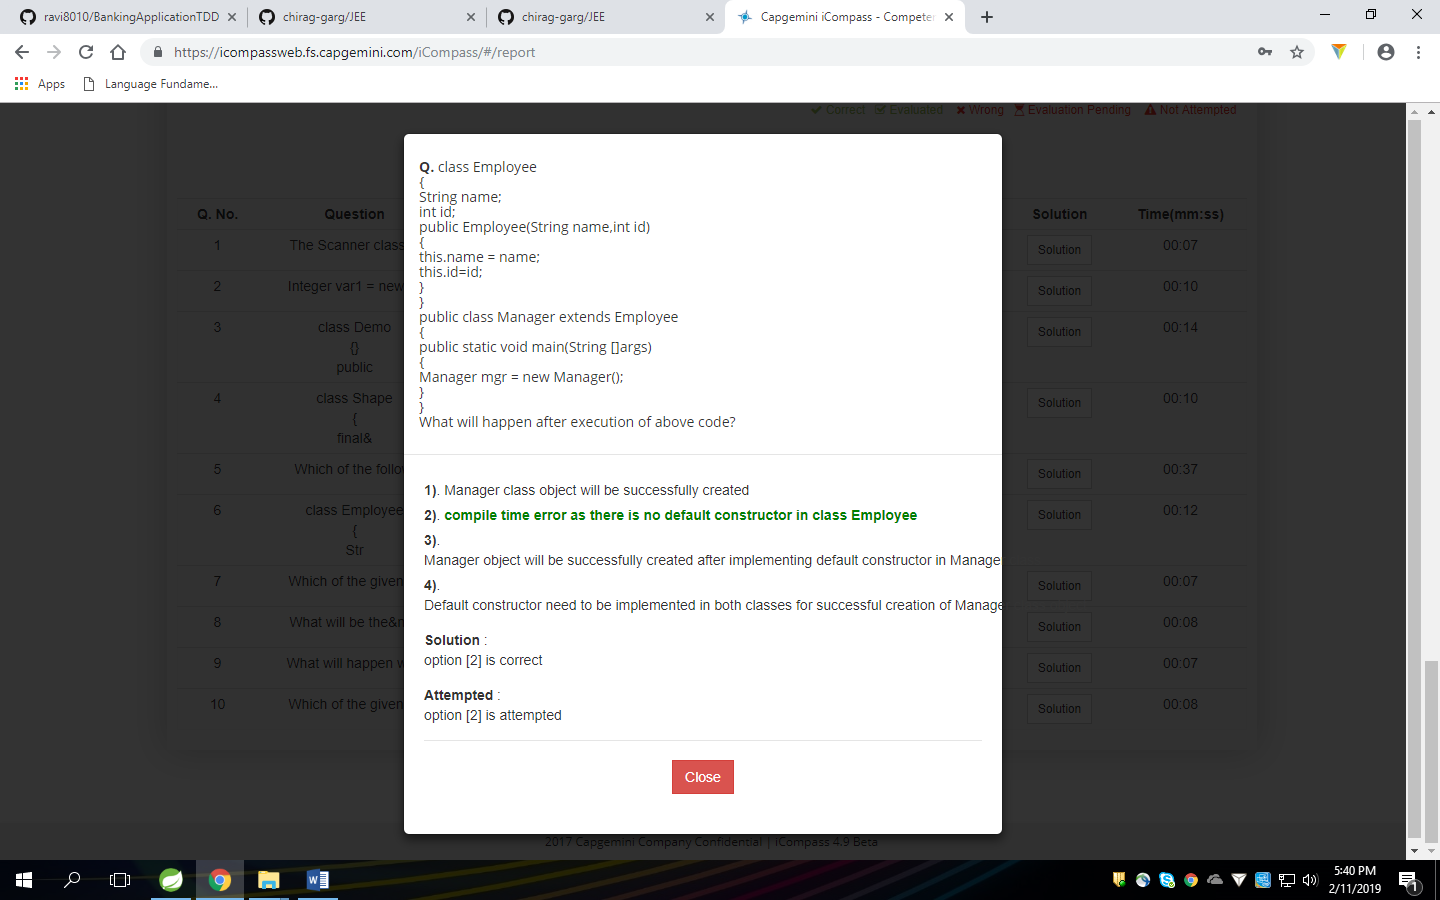 ravi8010/BankingApplicationTDD
chirag-garg/JEE
chirag-garg/JEE
Capgemini iCompass - Compete
https://icompassweb.fs.capgemini.com/iCompass/#/report
Apps
Language Fundame...
Correct Evaluated Wrong Evaluation Pending Not Attempted
Q. No. Question Solution Time(mm:ss)
1 The Scanner class Solution 00:07
2 Integer var1 = new Solution 00:10
3 class Demo Solution 00:14
{}
public
4 class Shape Solution 00:10
{
final&
5 Which of the follo Solution 00:37
6 class Employee Solution 00:12
{
Str
7 Which of the given Solution 00:07
8 What will be the&n Solution 00:08
9 What will happen w Solution 00:07
10 Which of the given Solution 00:08
Q. class Employee
{
String name;
int id;
public Employee(String name,int id)
{
this.name = name;
this.id=id;
}
}
public class Manager extends Employee
{
public static void main(String []args)
{
Manager mgr = new Manager();
}
}
What will happen after execution of above code?
1). Manager class object will be successfully created
2). compile time error as there is no default constructor in class Employee
3).
Manager object will be successfully created after implementing default constructor in Manage
4).
Default constructor need to be implemented in both classes for successful creation of Manage
Solution :
option [2] is correct
Attempted :
option [2] is attempted
Close
2017 Capgemini Company Confidential | iCompass 4.9 Beta
5:40 PM
2/11/2019
1